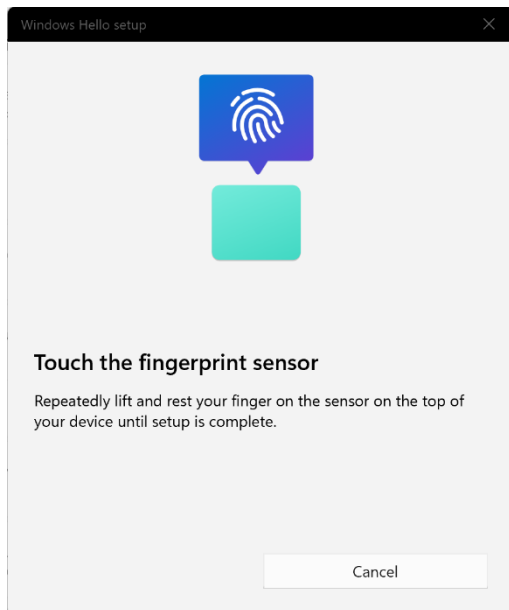 Windows Hello setup
Touch the fingerprint sensor
Repeatedly lift and rest your finger on the sensor on the top of
your device until setup is complete.
Cancel